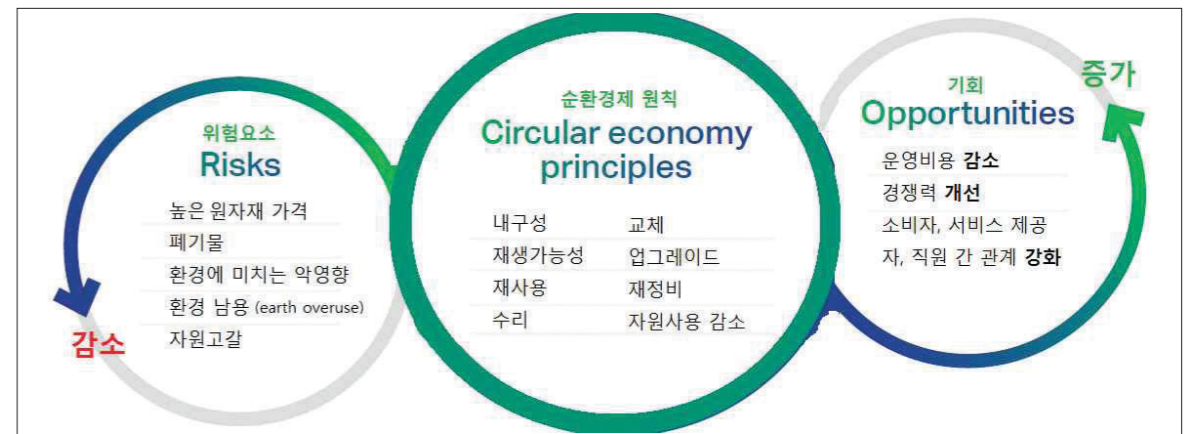 위험요소
Risks
높은 원자재 가격
폐기물
환경에 미치는 악영향
환경 남용 (earth overuse)
자원고갈
감소
순환경제 원칙
Circular economy
principles
내구성
재생가능성
재사용
수리
교체
업그레이드
재정비
자원사용 감소
기회
Opportunities
증가
운영비용 감소
경쟁력 개선
소비자, 서비스 제공
자, 직원 간 관계 강화